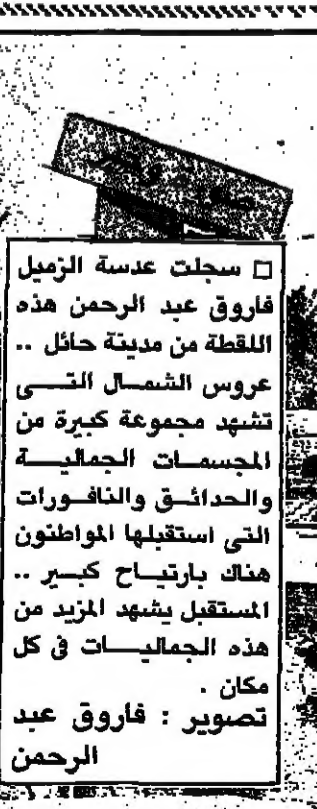 □ سجلت عدسة الزميل
فاروق عبد الرحمن هذه
اللقطة من مدينة حائل ..
عروس الشمال التى
تشهد مجموعة كبيرة من
المجسمات الجمالية
والحدائق والنافورات
التى استقبلها المواطنون
هناك بارتياح كبير ..
المستقبل يشهد المزيد من
هذه الجماليات فى كل
مكان .
تصوير : فاروق عبد
الرحمن